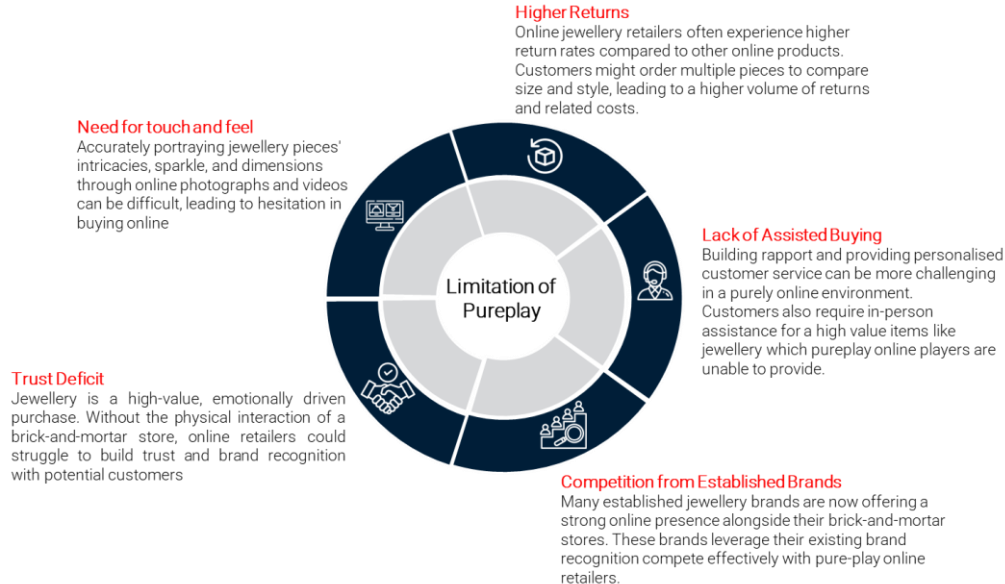 Higher Returns
Online jewellery retailers often experience higher
return rates compared to other online products.
Customers might order multiple pieces to compare
size and style, leading to a higher volume of returns
and related costs.
Need for touch and feel
Accurately portraying jewellery pieces'
intricacies, sparkle, and dimensions
through online photographs and videos
can be difficult, leading to hesitation in
buying online
Lack of Assisted Buying
Building rapport and providing personalised
customer service can be more challenging
in a purely online environment.
Customers also require in-person
assistance for a high value items like
jewellery which pureplay online players are
unable to provide.
Limitation of
Pureplay
Trust Deficit
Jewellery is a high-value, emotionally driven
purchase. Without the physical interaction of a
brick-and-mortar store, online retailers could
struggle to build trust and brand recognition
with potential customers
Competition from Established Brands
Many established jewellery brands are now offering a
strong online presence alongside their brick-and-mortar
stores. These brands leverage their existing brand
recognition compete effectively with pure-play online
retailers.